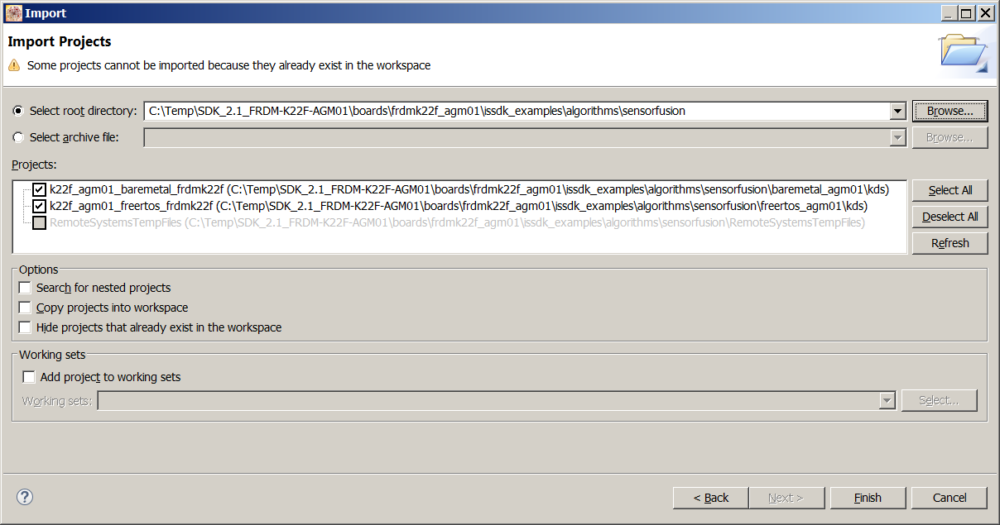 Import
Import Projects
Some projects cannot be imported because they already exist in the workspace
Select root directory: C:\Temp\SDK_2.1_FRDM-K22F-AGM01\boards\frdmk22f_agm01\issdk_examples\algorithms\sensorfusion Browse...
Select archive file: Browse...
Projects:
k22f_agm01_baremetal_frdmk22f (C:\Temp\SDK_2.1_FRDM-K22F-AGM01\boards\frdmk22f_agm01\issdk_examples\algorithms\sensorfusion\baremetal_agm01\kds) Select All
k22f_agm01_freertos_frdmk22f (C:\Temp\SDK_2.1_FRDM-K22F-AGM01\boards\frdmk22f_agm01\issdk_examples\algorithms\sensorfusion\freertos_agm01\kds)
RemoteSystemsTempFiles (C:\Temp\SDK_2.1_FRDM-K22F-AGM01\boards\frdmk22f_agm01\issdk_examples\algorithms\sensorfusion\RemoteSystemsTempFiles) Deselect All
Refresh
Options
Search for nested projects
Copy projects into workspace
Hide projects that already exist in the workspace
Working sets
Add project to working sets
Working sets: Select...
? < Back Next > Finish Cancel